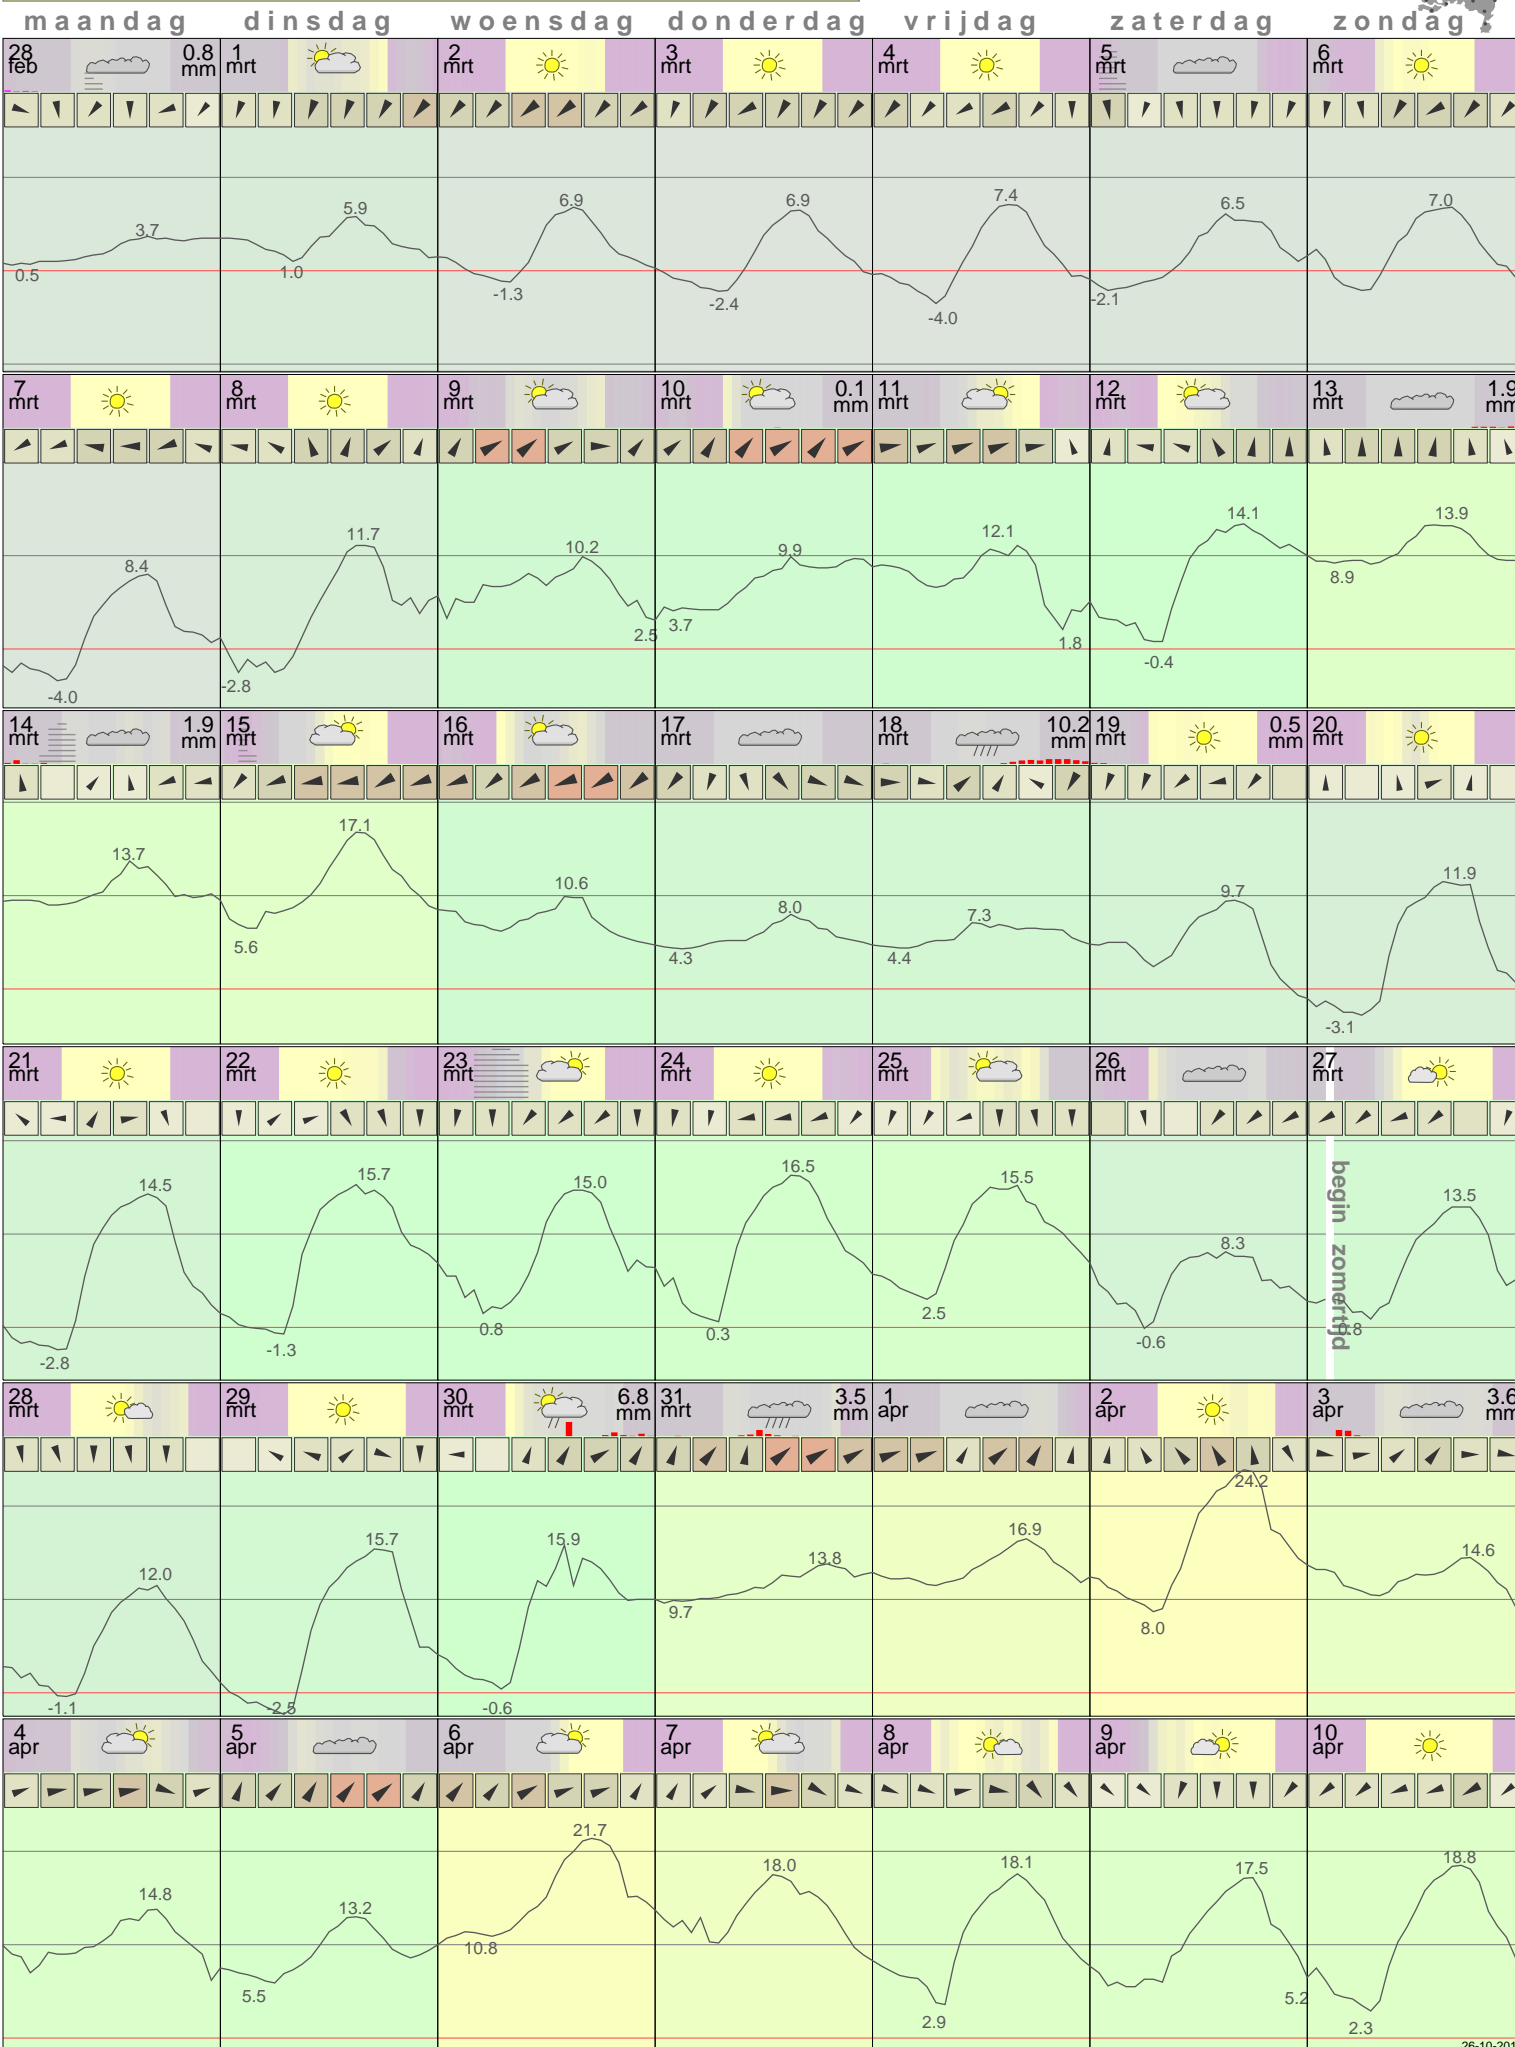 maandag dinsdag woensdag donderdag vrijdag zaterdag zondag
28 feb 0.8 mm 1 mrt 2 mrt 3 mrt 4 mrt 5 mrt 6 mrt
0.5 3.7 1.0 5.9 -1.3 6.9 -2.4 6.9 -4.0 7.4 -2.1 6.5 7.0
7 mrt 8 mrt 9 mrt 10 mrt 0.1 mm 11 mrt 12 mrt 13 mrt 1.9 mm
-4.0 8.4 -2.8 11.7 10.2 2.5 3.7 9.9 12.1 1.8 -0.4 14.1 8.9 13.9
14 mrt 1.9 mm 15 mrt 16 mrt 17 mrt 18 mrt 10.2 mm 19 mrt 0.5 mm 20 mrt
13.7 5.6 17.1 10.6 4.3 8.0 4.4 7.3 9.7 -3.1 11.9
21 mrt 22 mrt 23 mrt 24 mrt 25 mrt 26 mrt 27 mrt
-2.8 14.5 -1.3 15.7 0.8 15.0 0.3 16.5 2.5 15.5 -0.6 8.3 13.5
begin zomertijd
28 mrt 29 mrt 30 mrt 6.8 mm 31 mrt 3.5 mm 1 apr 2 apr 3 apr 3.6 mm
-1.1 12.0 -2.5 15.7 -0.6 15.9 9.7 13.8 16.9 8.0 24.2 14.6
4 apr 5 apr 6 apr 7 apr 8 apr 9 apr 10 apr
14.8 5.5 13.2 10.8 21.7 18.0 2.9 18.1 17.5 5.2 2.3 18.8
26-10-201